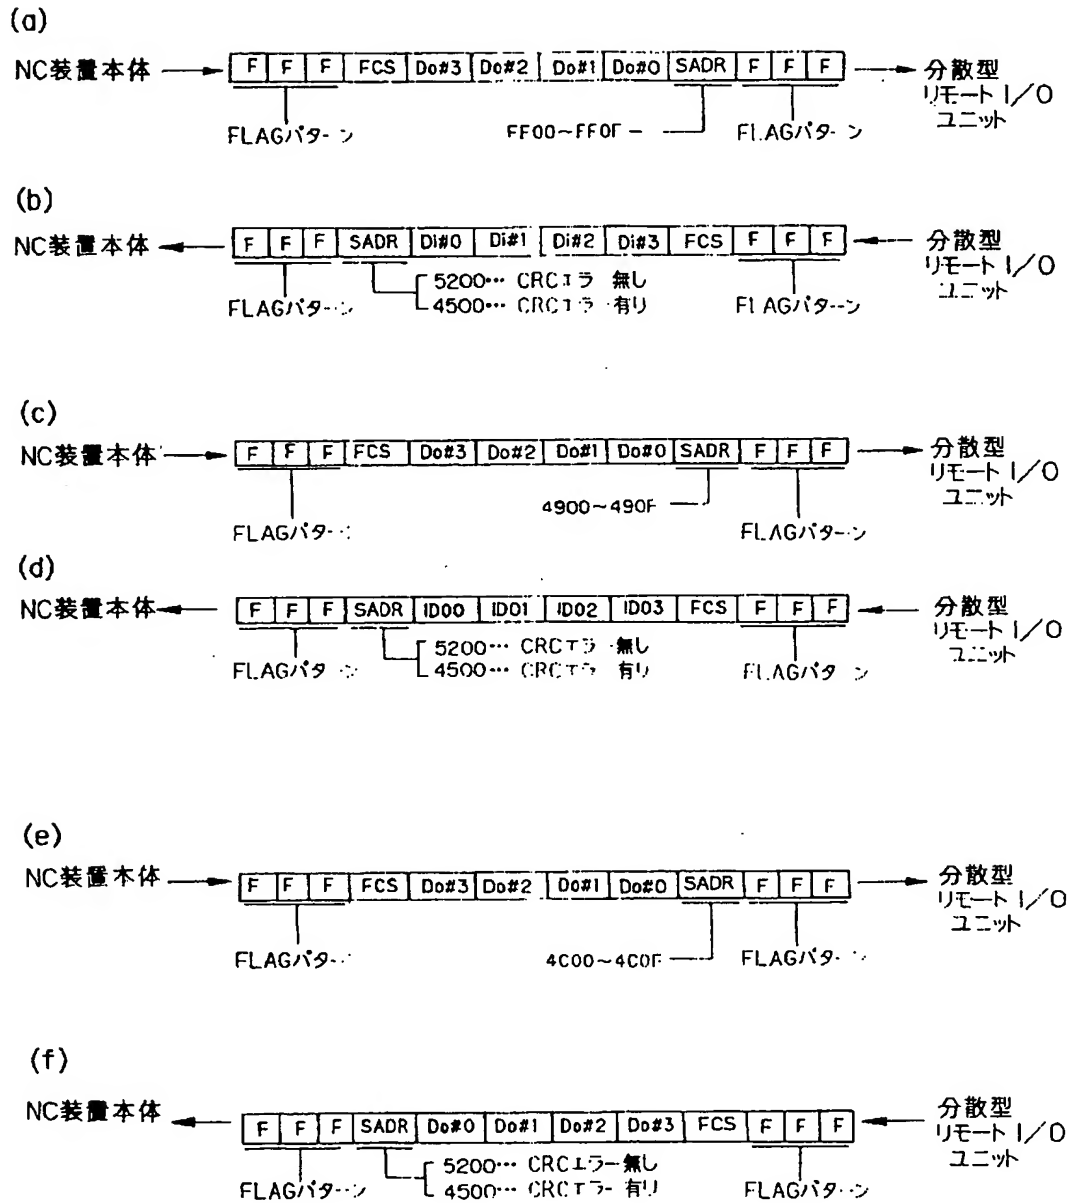 (a)
NC装置本体 F F F FCS Do#3 Do#2 Do#1 Do#0 SADR F F F 分散型
リモート I/O
ユニット
FLAGパターン FF00~FF0F FLAGパターン
(b)
NC装置本体 F F F SADR Di#0 Di#1 Di#2 Di#3 FCS F F F 分散型
リモート I/O
ユニット
5200… CRCエラー無し
4500… CRCエラー有り
FLAGパターン FLAGパターン
(c)
NC装置本体 F F F FCS Do#3 Do#2 Do#1 Do#0 SADR F F F 分散型
リモート I/O
ユニット
4900~490F
FLAGパターン FLAGパターン
(d)
NC装置本体 F F F SADR ID00 ID01 ID02 ID03 FCS F F F 分散型
リモート I/O
ユニット
5200… CRCエラー無し
4500… CRCエラー有り
FLAGパターン FLAGパターン
(e)
NC装置本体 F F F FCS Do#3 Do#2 Do#1 Do#0 SADR F F F 分散型
リモート I/O
ユニット
FLAGパターン 4C00~4C0F FLAGパターン
(f)
NC装置本体 F F F SADR Do#0 Do#1 Do#2 Do#3 FCS F F F 分散型
リモート I/O
ユニット
5200… CRCエラー無し
4500… CRCエラー有り
FLAGパターン FLAGパターン